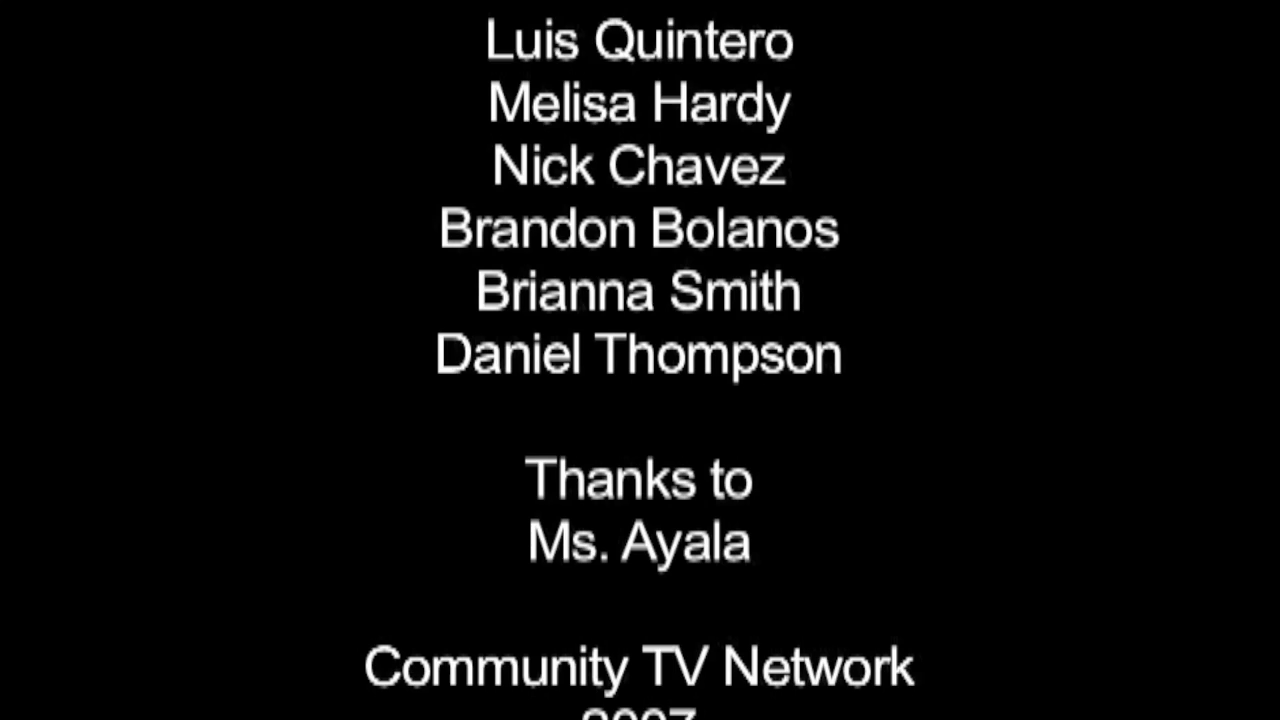 Luis Quintero
Melisa Hardy
Nick Chavez
Brandon Bolanos
Brianna Smith
Daniel Thompson
Thanks to
Ms. Ayala
Community TV Network
2007